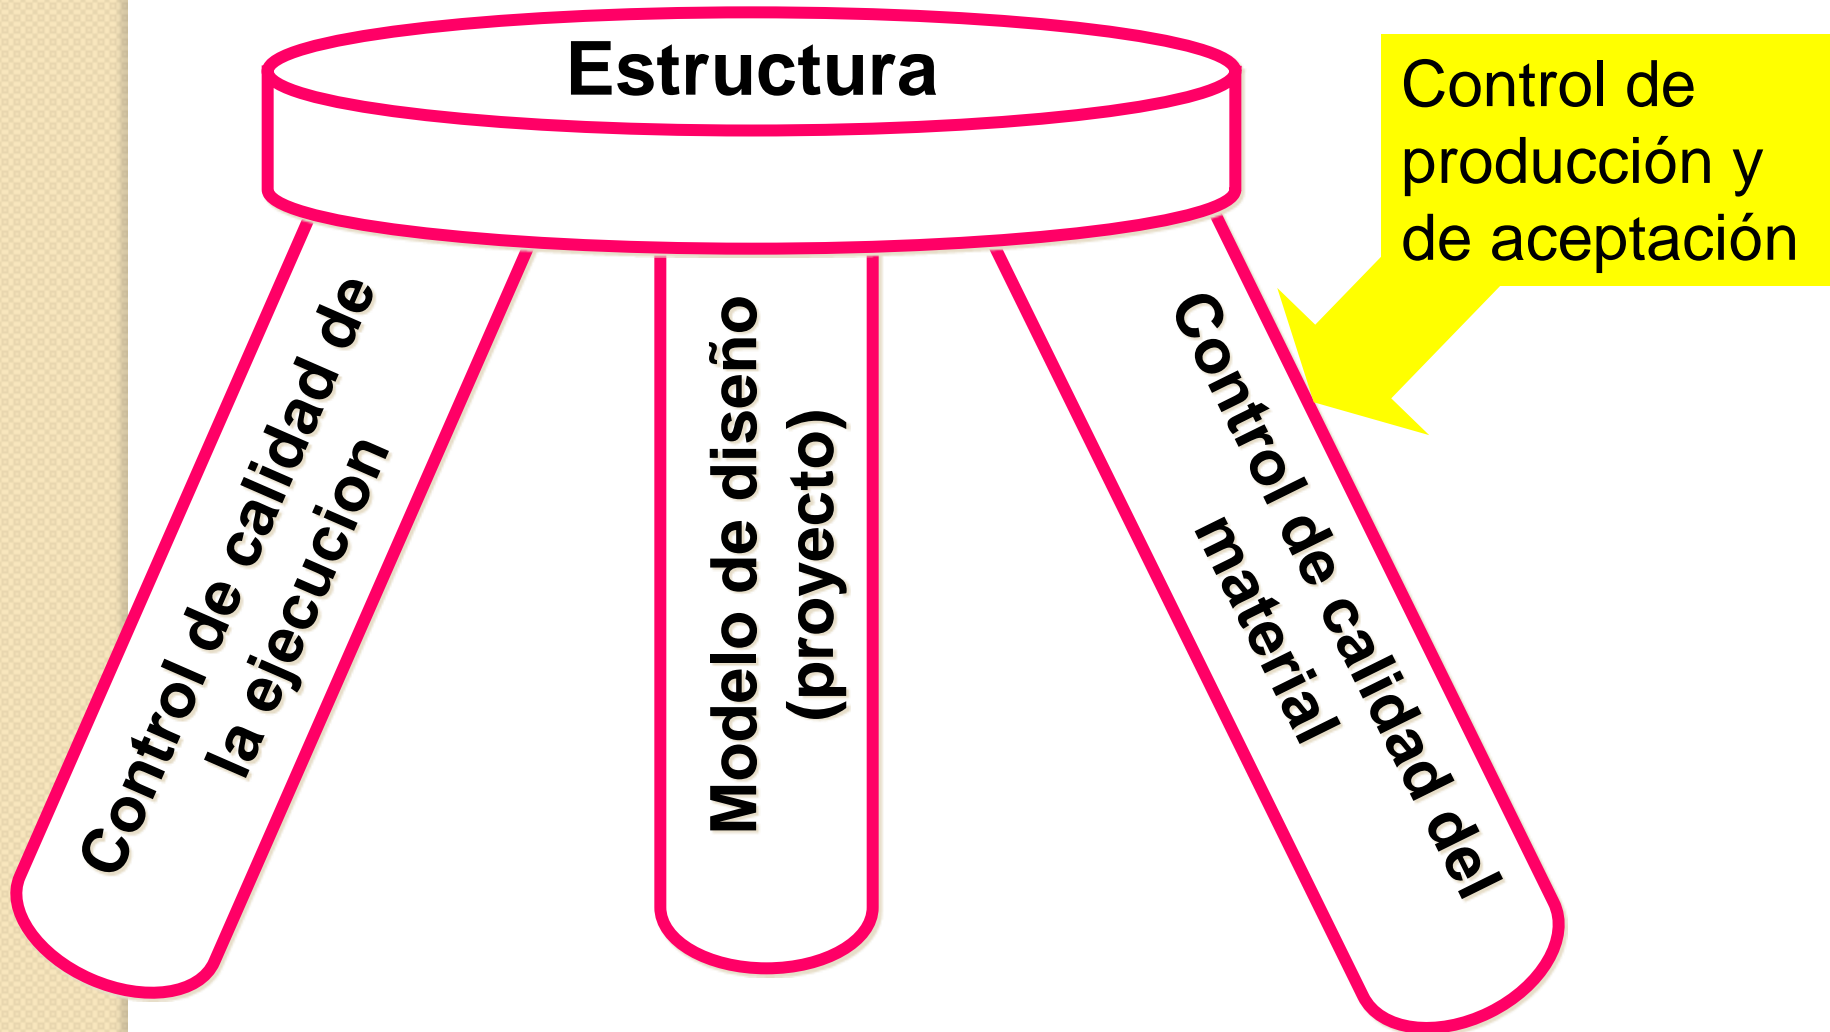 Estructura
Control de
producción y
de aceptación
Control de calidad de
la ejecucion
Modelo de diseño
(proyecto)
Control de calidad del
material